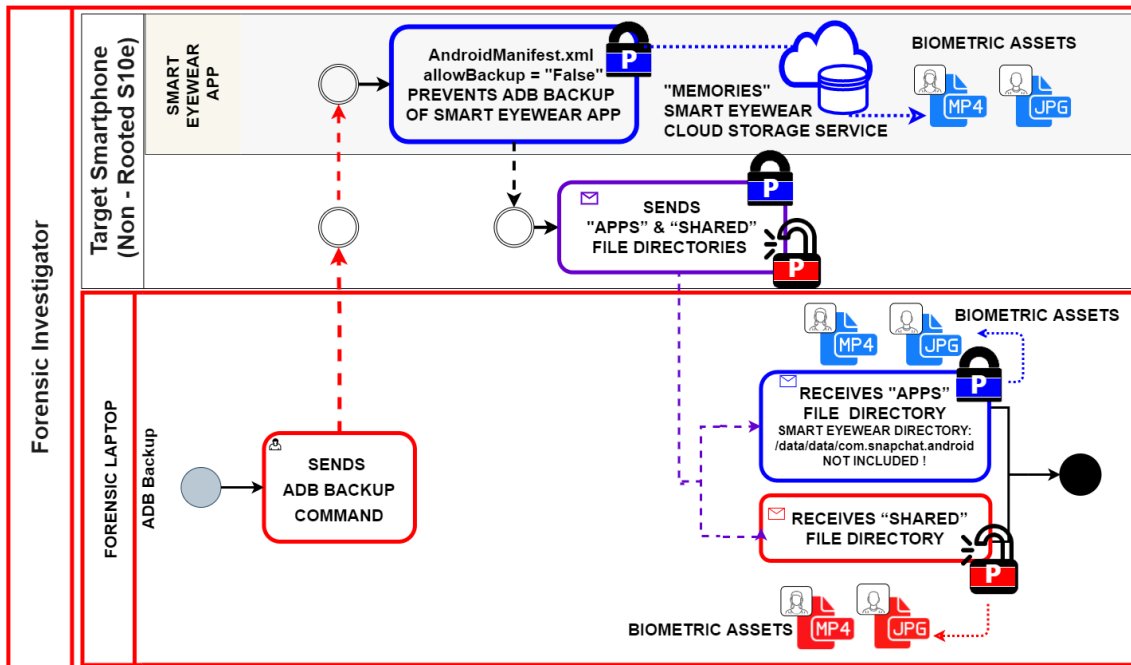 Forensic Investigator
Target Smartphone
(Non - Rooted S10e)
SMART
EYEWEAR
APP
AndroidManifest.xml
allowBackup = "False"
PREVENTS ADB BACKUP
OF SMART EYEWEAR APP
P
"MEMORIES"
SMART EYEWEAR
CLOUD STORAGE SERVICE
BIOMETRIC ASSETS
MP4
JPG
SENDS
"APPS" & “SHARED”
FILE DIRECTORIES
P
P
FORENSIC LAPTOP
ADB Backup
SENDS
ADB BACKUP
COMMAND
BIOMETRIC ASSETS
MP4
JPG
P
RECEIVES "APPS”
FILE DIRECTORY
SMART EYEWEAR DIRECTORY:
/data/data/com.snapchat.android
NOT INCLUDED !
RECEIVES “SHARED”
FILE DIRECTORY
P
BIOMETRIC ASSETS
MP4
JPG